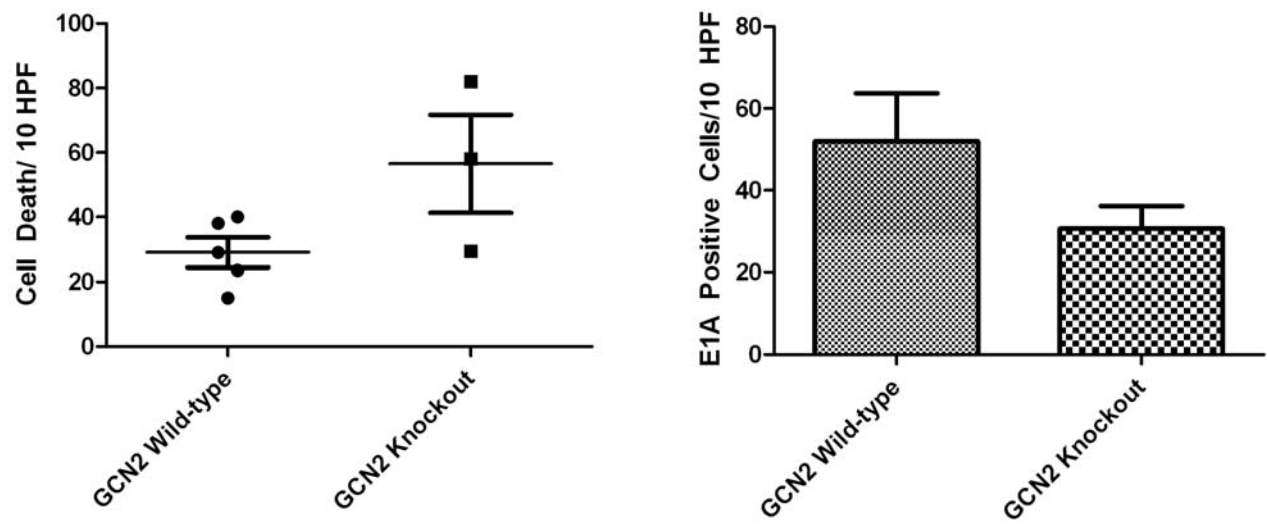 Cell Death/ 10 HPF
100
80
60
40
20
0
GCN2 Wild-type
GCN2 Knockout
E1A Positive Cells/10 HPF
80
60
40
20
0
GCN2 Wild-type
GCN2 Knockout